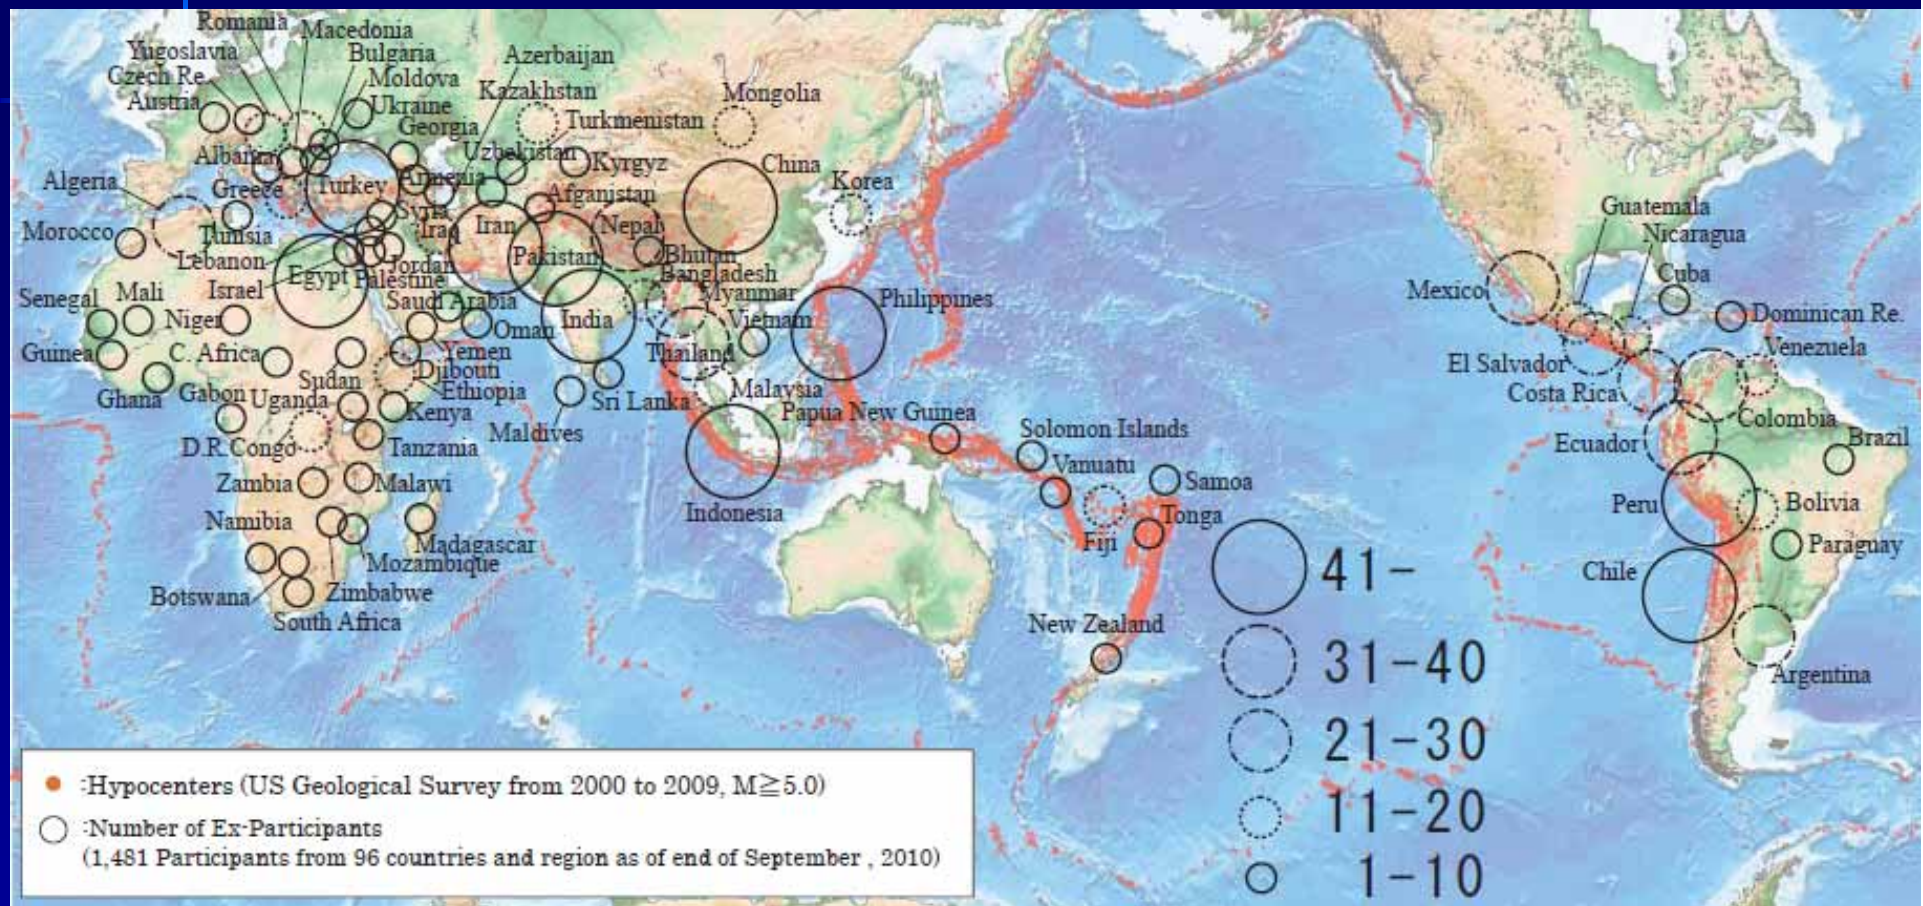 Romania
Macedonia
Yugoslavia
Bulgaria
Azerbaijan
Czech Re.
Moldova
Kazakhstan
Mongolia
Austria
Ukraine
Georgia
Turkmenistan
Uzbekistan
Albania
Kyrgyz
China
Algeria
Greece
Turkey
Armenia
Afganistan
Korea
Morocco
Tunisia
Syria
Iraq
Iran
Nepal
Guatemala
Nicaragua
Lebanon
Jordan
Pakistan
Bhutan
Israel
Egypt
Palestine
Bangladesh
Cuba
Senegal
Mali
Saudi Arabia
Myanmar
Philippines
Mexico
Niger
Oman
India
Vietnam
Dominican Re.
Guinea
C. Africa
Yemen
Thailand
El Salvador
Venezuela
Ghana
Gabon
Sudan
Djibouti
Uganda
Ethiopia
Malaysia
Costa Rica
Kenya
Maldives
Sri Lanka
Papua New Guinea
Colombia
D.R.Congo
Tanzania
Solomon Islands
Ecuador
Brazil
Zambia
Malawi
Vanuatu
Samoa
Namibia
Indonesia
Tonga
Peru
Bolivia
Madagascar
Fiji
Paraguay
Mozambique
Chile
Botswana
Zimbabwe
South Africa
New Zealand
Argentina
41-
31-40
21-30
11-20
1-10
:Hypocenters (US Geological Survey from 2000 to 2009, M≧5.0)
:Number of Ex-Participants
(1,481 Participants from 96 countries and region as of end of September , 2010)